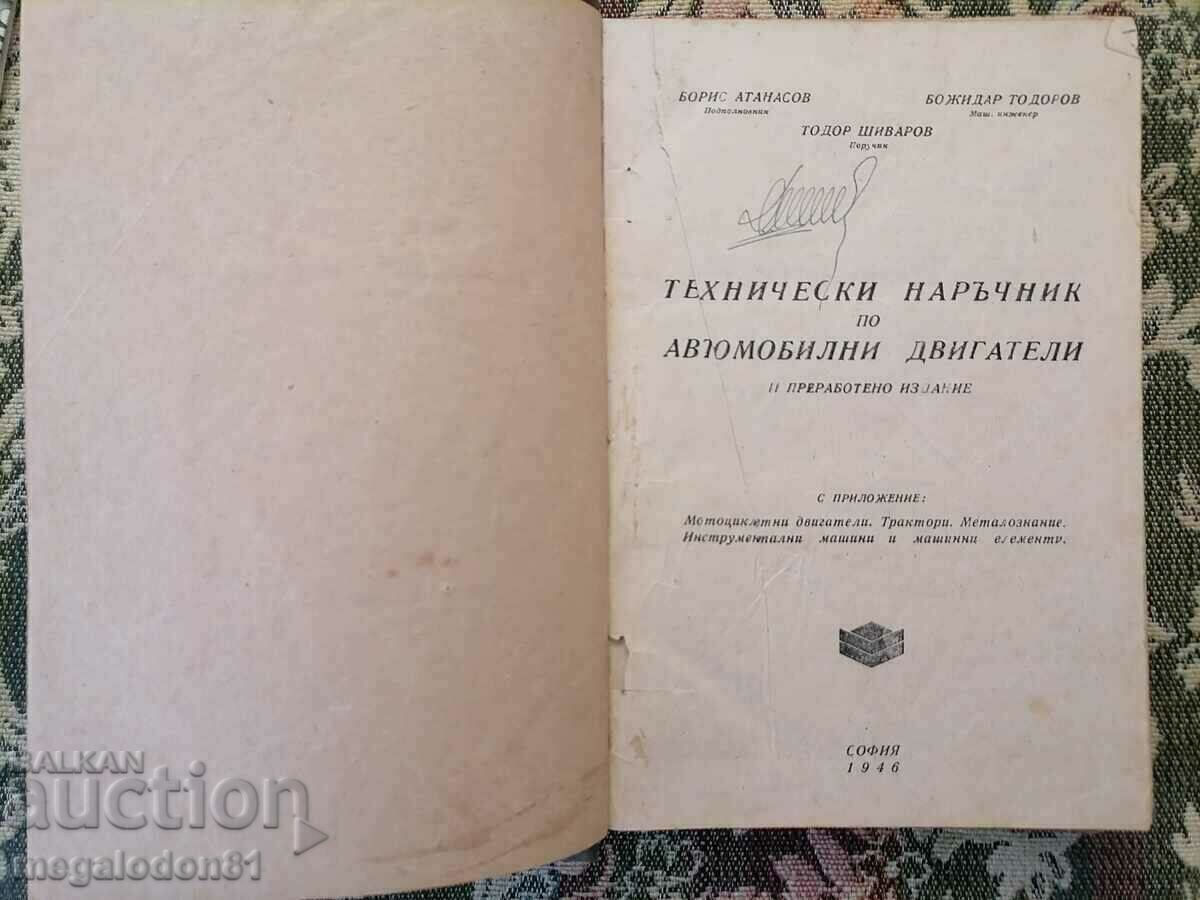 БОРИС АТАНАСОВ
Подполковник
БОЖИДАР ТОДОРОВ
Маш. инженер
ТОДОР ШИВАРОВ
Поручик
ТЕХНИЧЕСКИ НАРЪЧНИК
ПО
АВТОМОБИЛНИ ДВИГАТЕЛИ
II ПРЕРАБОТЕНО ИЗДАНИЕ
С ПРИЛОЖЕНИЕ:
Мотоциклетни двигатели. Трактори. Металознание.
Инструментални машини и машинни елементи.
СОФИЯ
1946
BALKAN
auction
megalodon81